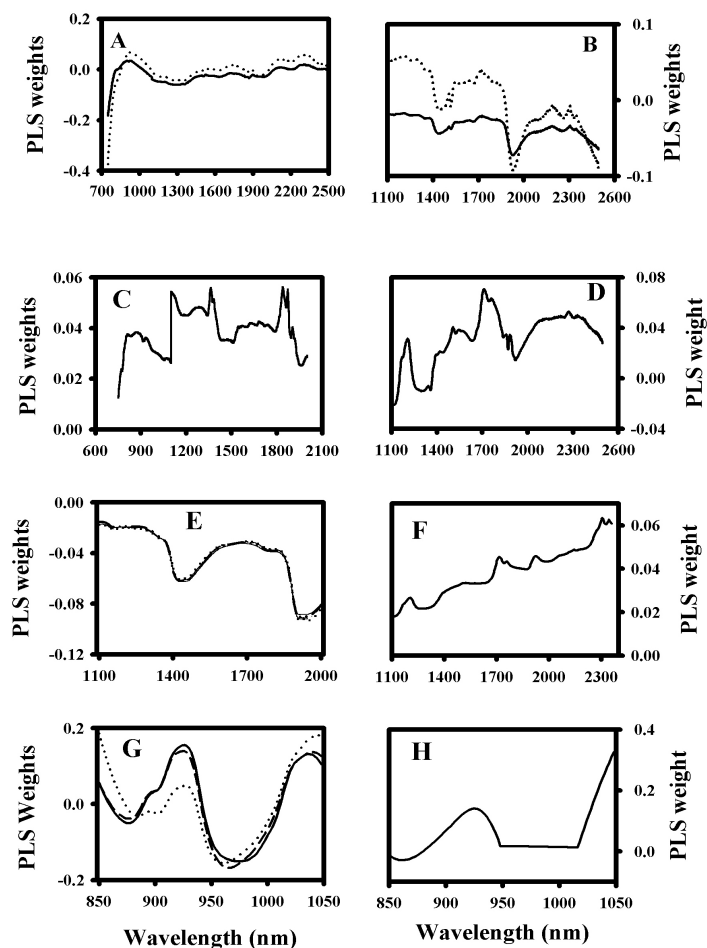 0.2
0.0
-0.2
-0.4
PLS weights
A
700 1000 1300 1600 1900 2200 2500
B
0.1
0.0
-0.1
PLS weights
1100 1400 1700 2000 2300 2600
0.06
0.04
0.02
0.00
PLS weights
C
600 900 1200 1500 1800 2100
D
0.08
0.04
0.00
-0.04
PLS weight
1100 1400 1700 2000 2300 2600
0.00
-0.04
-0.08
-0.12
PLS weights
E
1100 1400 1700 2000
F
0.06
0.04
0.02
0.00
PLS weight
1100 1400 1700 2000 2300
0.2
0.0
-0.2
PLS Weights
G
850 900 950 1000 1050
Wavelength (nm)
H
0.4
0.2
0.0
PLS weight
850 900 950 1000 1050
Wavelength (nm)